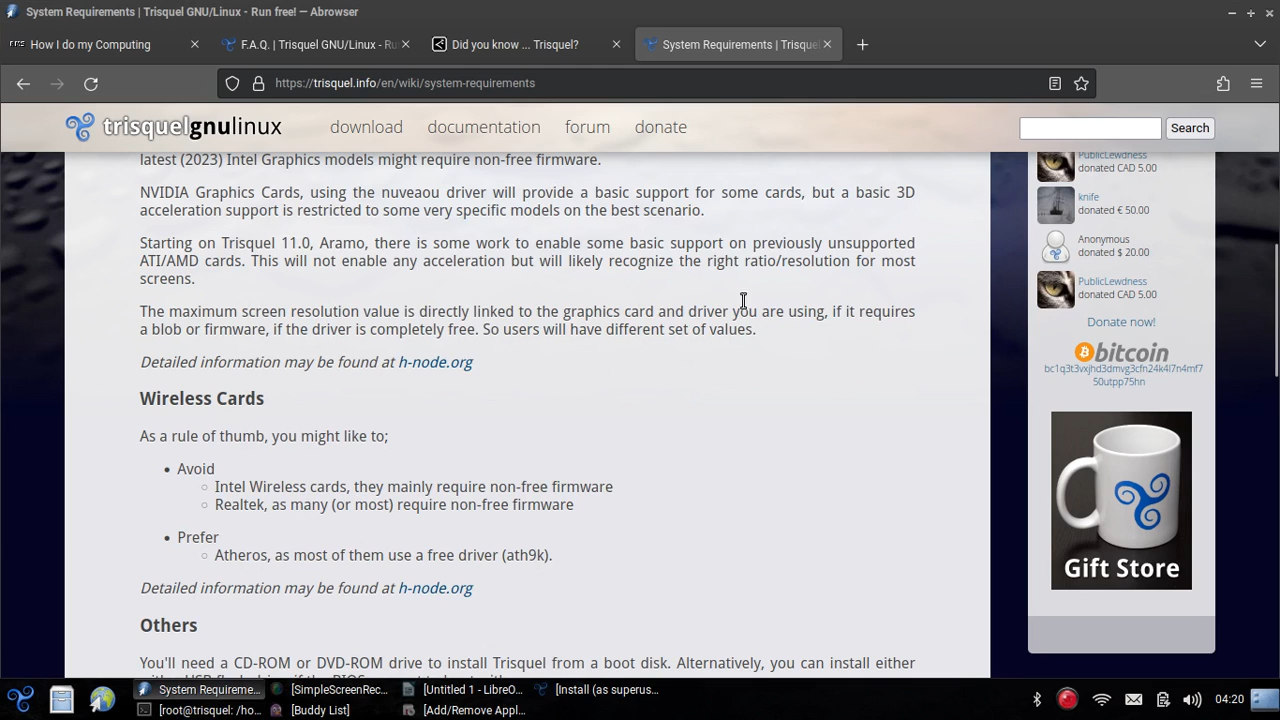 System Requirements | Trisquel GNU/Linux - Run free! — Abrowser
How I do my Computing
F.A.Q. | Trisquel GNU/Linux - Ru
Did you know ... Trisquel?
System Requirements | Trisque
https://trisquel.info/en/wiki/system-requirements
trisquelgnulinux
download
documentation
forum
donate
Search
latest (2023) Intel Graphics models might require non-free firmware.
NVIDIA Graphics Cards, using the nuveaou driver will provide a basic support for some cards, but a basic 3D
acceleration support is restricted to some very specific models on the best scenario.
Starting on Trisquel 11.0, Aramo, there is some work to enable some basic support on previously unsupported
ATI/AMD cards. This will not enable any acceleration but will likely recognize the right ratio/resolution for most
screens.
The maximum screen resolution value is directly linked to the graphics card and driver you are using, if it requires
a blob or firmware, if the driver is completely free. So users will have different set of values.
Detailed information may be found at h-node.org
Wireless Cards
As a rule of thumb, you might like to;
• Avoid
○ Intel Wireless cards, they mainly require non-free firmware
○ Realtek, as many (or most) require non-free firmware
• Prefer
○ Atheros, as most of them use a free driver (ath9k).
Detailed information may be found at h-node.org
Others
You'll need a CD-ROM or DVD-ROM drive to install Trisquel from a boot disk. Alternatively, you can install either
PublicLewdness
donated CAD 5.00
knife
donated € 50.00
Anonymous
donated $ 20.00
PublicLewdness
donated CAD 5.00
Donate now!
bitcoin
bc1q3t3vxjhd3dmvg3cfn24k4l7n4mf7
50utpp75hn
Gift Store
System Requireme...
[SimpleScreenRec...
[Untitled 1 - LibreO...
[Install (as superus...
04:20
[root@trisquel: /ho...
[Buddy List]
[Add/Remove Appl...